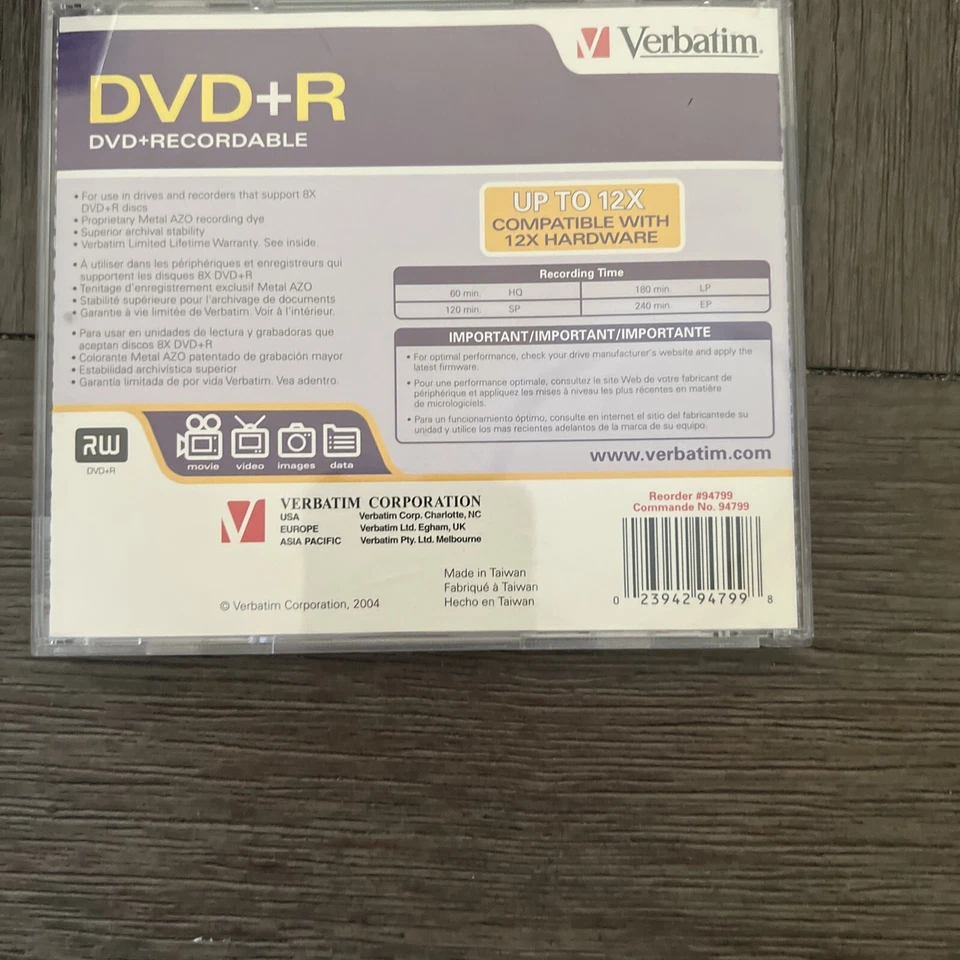 Verbatim.
DVD+R
DVD+RECORDABLE
• For use in drives and recorders that support 8X
DVD+R discs
• Proprietary Metal AZO recording dye
• Superior archival stability
• Verbatim Limited Lifetime Warranty. See inside.
• À utiliser dans les périphériques et enregistreurs qui
supportent les disques 8X DVD+R
• Tenitage d'enregistrement exclusif Metal AZO
• Stabilité supérieure pour l'archivage de documents
• Garantie à vie limitée de Verbatim. Voir à l'intérieur.
• Para usar en unidades de lectura y grabadoras que
aceptan discos 8X DVD+R
• Colorante Metal AZO patentado de grabación mayor
• Estabilidad archivística superior
• Garantía limitada de por vida Verbatim. Vea adentro.
UP TO 12X
COMPATIBLE WITH
12X HARDWARE
Recording Time
60 min. HQ 180 min. LP
120 min. SP 240 min. EP
IMPORTANT/IMPORTANT/IMPORTANTE
• For optimal performance, check your drive manufacturer's website and apply the
latest firmware.
• Pour une performance optimale, consultez le site Web de votre fabricant de
périphérique et appliquez les mises à niveau les plus récentes en matière
de micrologiciels.
• Para un funcionamiento óptimo, consulte en internet el sitio del fabricantede su
unidad y utilice los mas recientes adelantos de la marca de su equipo.
www.verbatim.com
RW
DVD+R
movie video images data
VERBATIM CORPORATION
USA Verbatim Corp. Charlotte, NC
EUROPE Verbatim Ltd. Egham, UK
ASIA PACIFIC Verbatim Pty. Ltd. Melbourne
Reorder #94799
Commande No. 94799
Made in Taiwan
Fabriqué à Taiwan
Hecho en Taiwan
© Verbatim Corporation, 2004
0 23942 94799 8